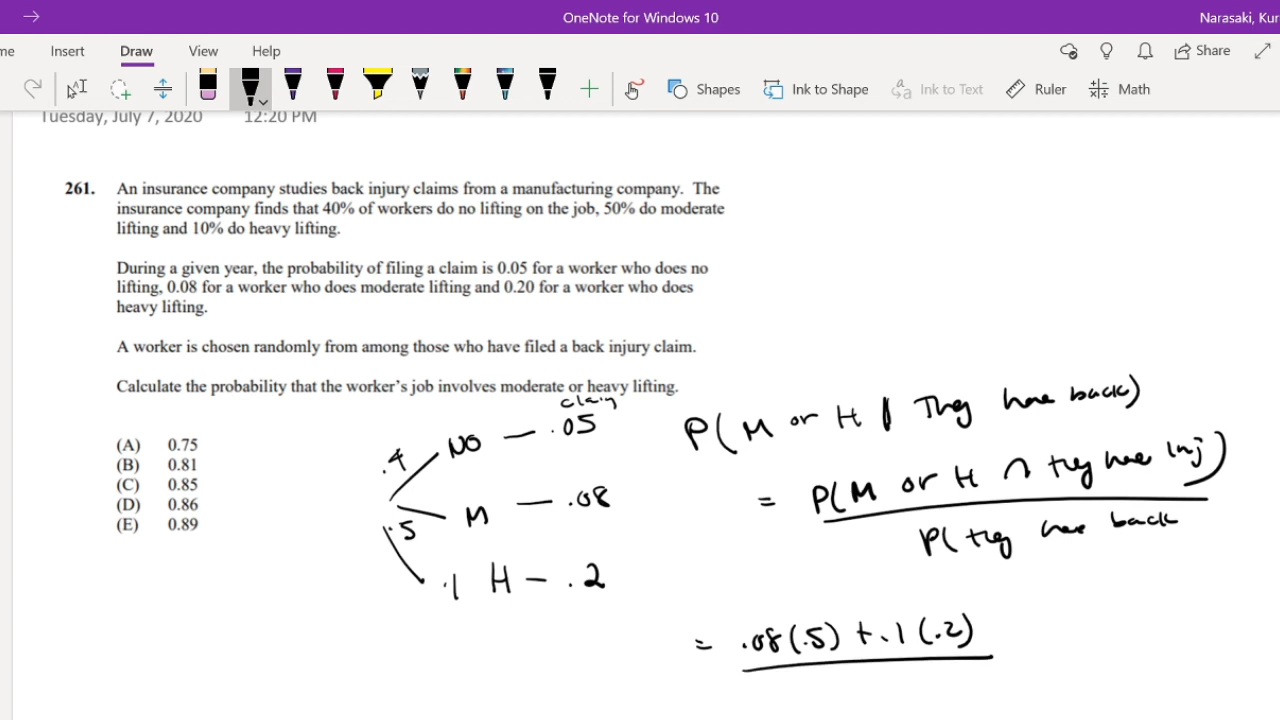 OneNote for Windows 10
Narasaki, Kur
me Insert Draw View Help Share
Shapes Ink to Shape Ink to Text Ruler Math
Tuesday, July 7, 2020 12:20 PM
261. An insurance company studies back injury claims from a manufacturing company. The
insurance company finds that 40% of workers do no lifting on the job, 50% do moderate
lifting and 10% do heavy lifting.
During a given year, the probability of filing a claim is 0.05 for a worker who does no
lifting, 0.08 for a worker who does moderate lifting and 0.20 for a worker who does
heavy lifting.
A worker is chosen randomly from among those who have filed a back injury claim.
Calculate the probability that the worker's job involves moderate or heavy lifting.
(A) 0.75
(B) 0.81
(C) 0.85
(D) 0.86
(E) 0.89
claim
.4 NO — .05
.5 M — .08
.1 H — .2
P(M or H | They have back)
= P(M or H ∩ they have inj)
P( they have back
= .08(.5) + .1(.2)